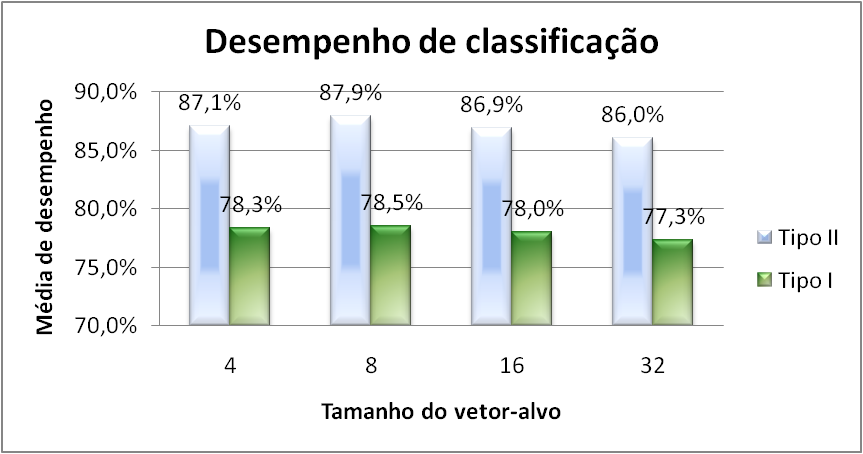 Desempenho de classificação
Média de desempenho
90,0%
85,0%
80,0%
75,0%
70,0%
87,1%
87,9%
86,9%
86,0%
78,3%
78,5%
78,0%
77,3%
4 8 16 32
Tamanho do vetor-alvo
Tipo II
Tipo I